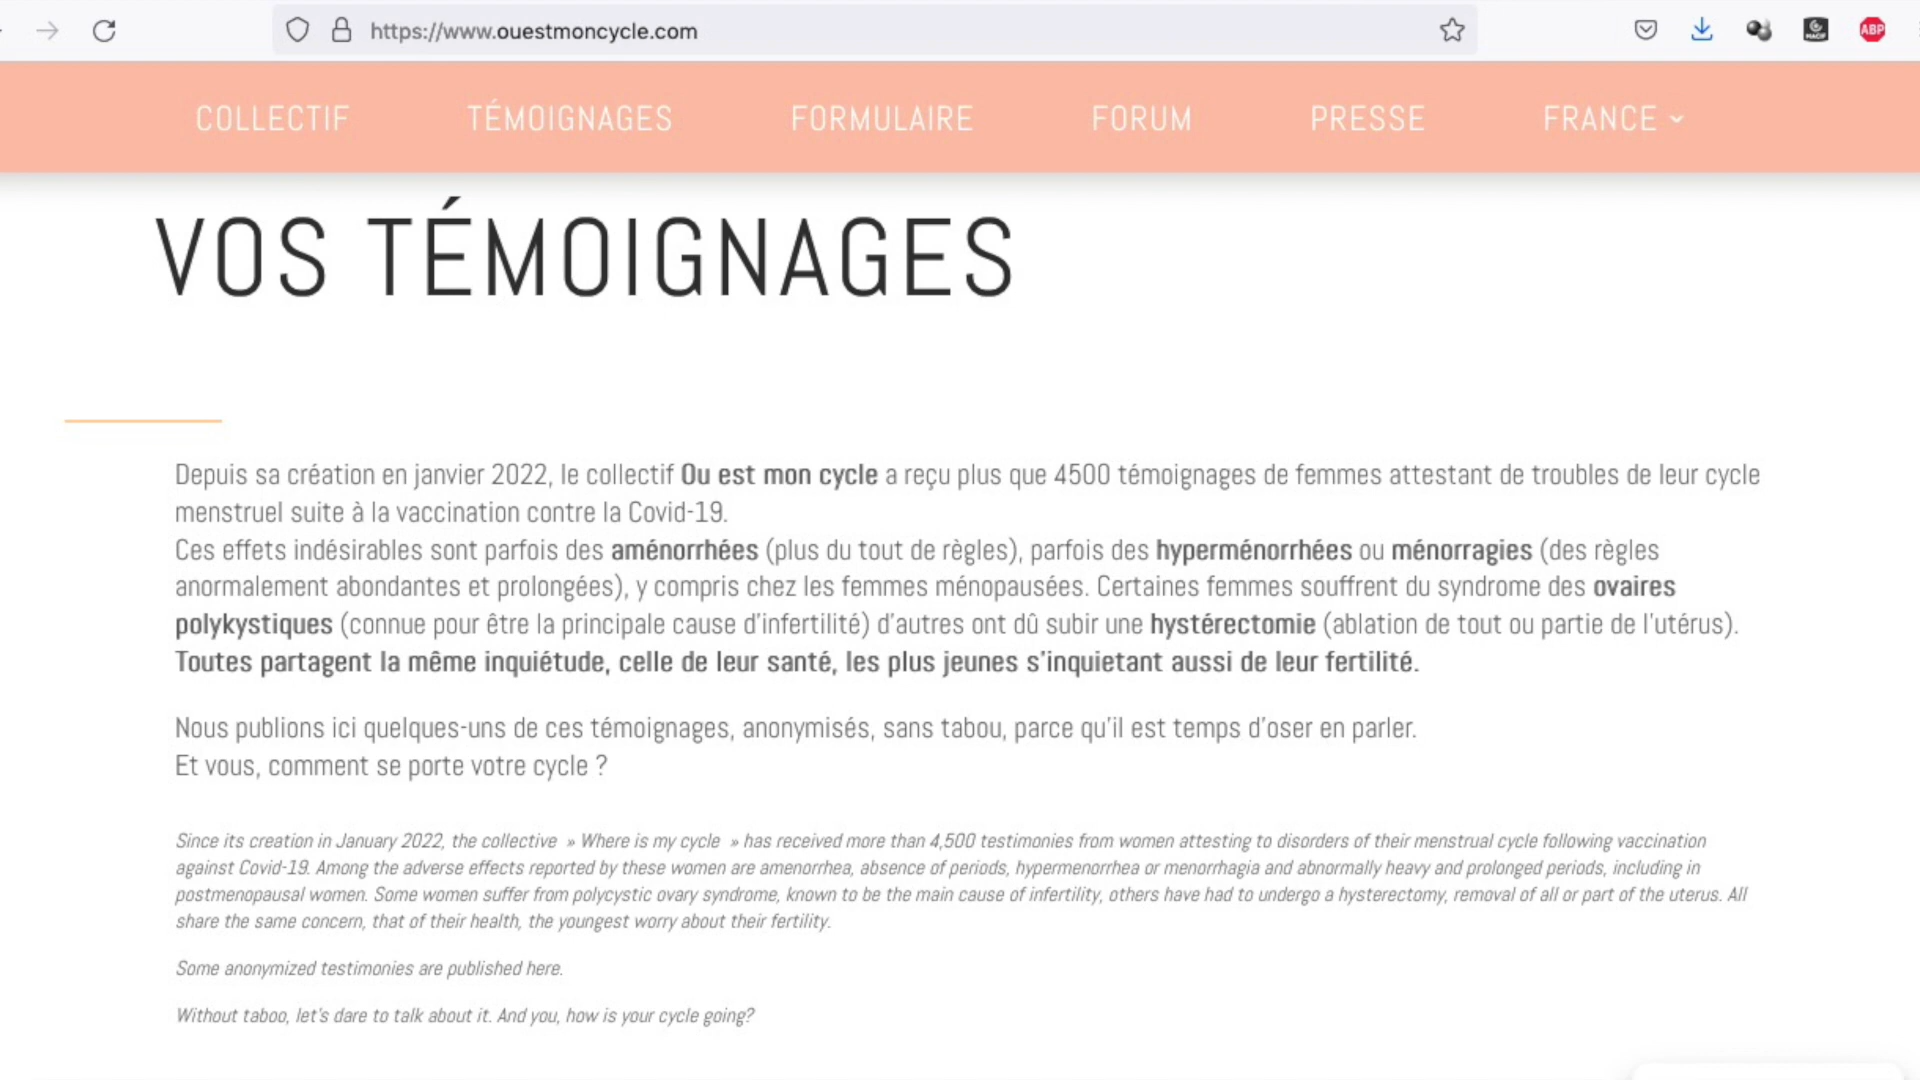 https://www.ouestmoncycle.com
ABP
COLLECTIF TÉMOIGNAGES FORMULAIRE FORUM PRESSE FRANCE
VOS TÉMOIGNAGES
Depuis sa création en janvier 2022, le collectif Ou est mon cycle a reçu plus que 4500 témoignages de femmes attestant de troubles de leur cycle
menstruel suite à la vaccination contre la Covid-19.
Ces effets indésirables sont parfois des aménorrhées (plus du tout de règles), parfois des hyperménorrhées ou ménorragies (des règles
anormalement abondantes et prolongées), y compris chez les femmes ménopausées. Certaines femmes souffrent du syndrome des ovaires
polykystiques (connue pour être la principale cause d'infertilité) d'autres ont dû subir une hystérectomie (ablation de tout ou partie de l'utérus).
Toutes partagent la même inquiétude, celle de leur santé, les plus jeunes s'inquietant aussi de leur fertilité.
Nous publions ici quelques-uns de ces témoignages, anonymisés, sans tabou, parce qu'il est temps d'oser en parler.
Et vous, comment se porte votre cycle ?
Since its creation in January 2022, the collective » Where is my cycle » has received more than 4,500 testimonies from women attesting to disorders of their menstrual cycle following vaccination
against Covid-19. Among the adverse effects reported by these women are amenorrhea, absence of periods, hypermenorrhea or menorrhagia and abnormally heavy and prolonged periods, including in
postmenopausal women. Some women suffer from polycystic ovary syndrome, known to be the main cause of infertility, others have had to undergo a hysterectomy, removal of all or part of the uterus. All
share the same concern, that of their health, the youngest worry about their fertility.
Some anonymized testimonies are published here.
Without taboo, let's dare to talk about it. And you, how is your cycle going?